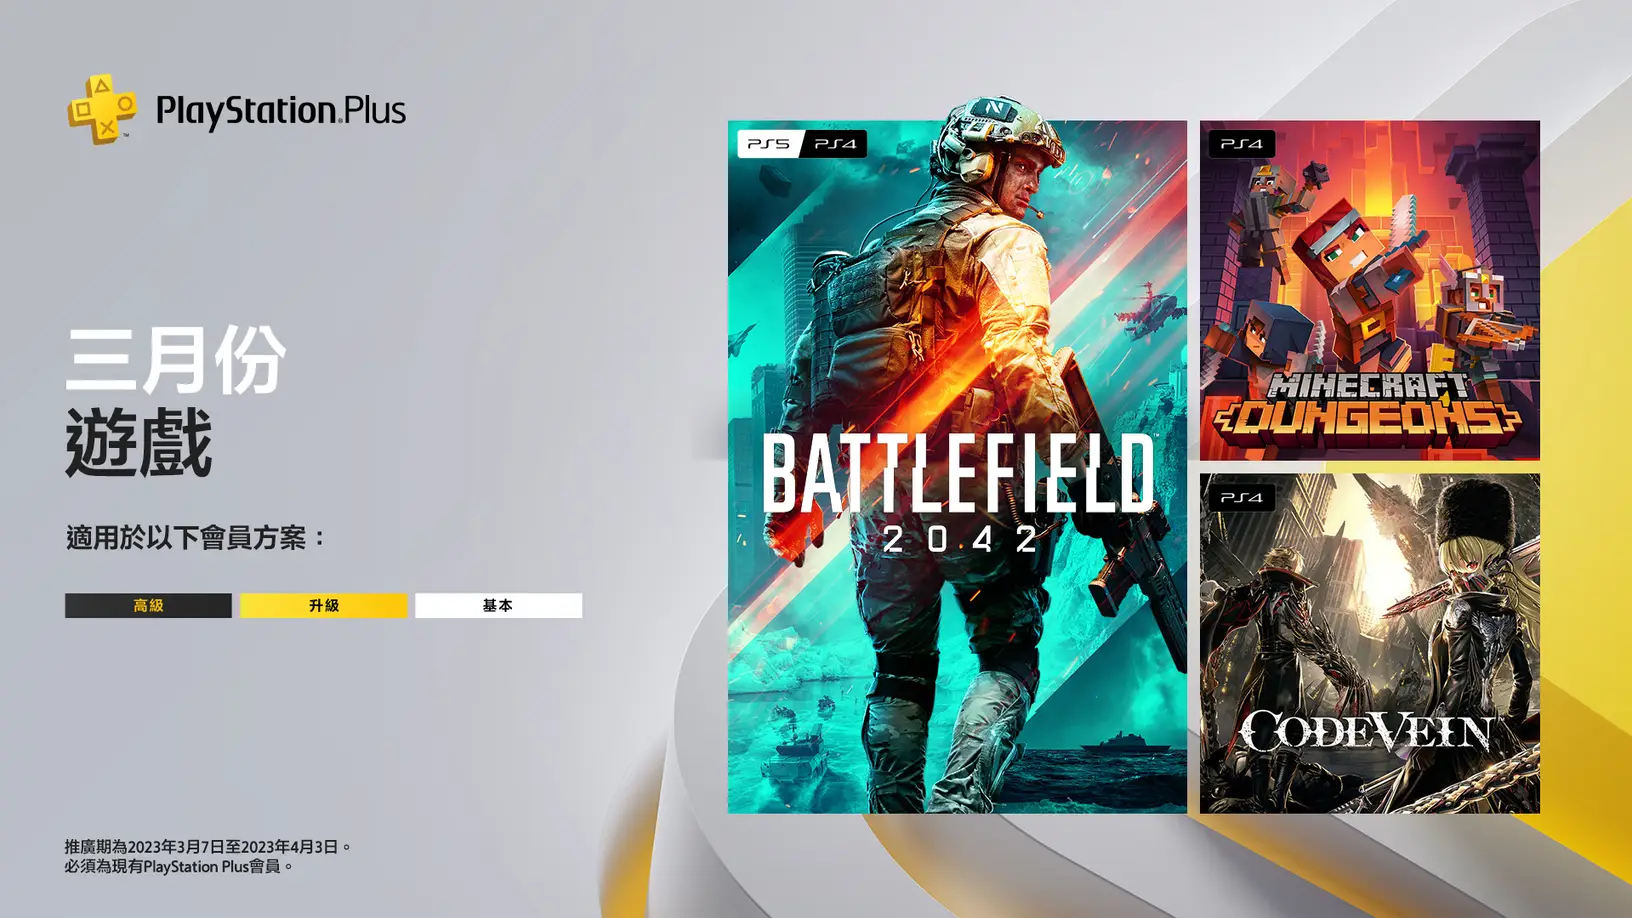 PlayStation Plus
三月份
遊戲
適用於以下會員方案：
高級
升級
基本
推廣期為2023年3月7日至2023年4月3日。
必須為現有PlayStation Plus會員。
PS5 PS4
BATTLEFIELD
2042
PS4
MINECRAFT
DUNGEONS
PS4
CODE VEIN